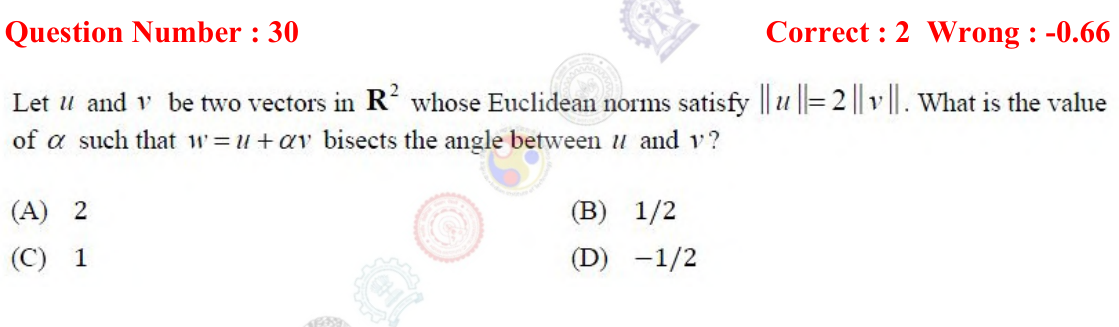 Question Number : 30 Correct : 2 Wrong : -0.66
Let u and v be two vectors in R² whose Euclidean norms satisfy ||u||=2||v||. What is the value
of α such that w=u+αv bisects the angle between u and v?
(A) 2 (B) 1/2
(C) 1 (D) −1/2